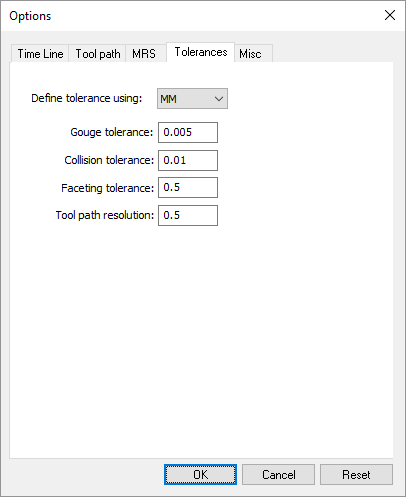 Options
Time Line Tool path MRS Tolerances Misc
Define tolerance using: MM
Gouge tolerance: 0.005
Collision tolerance: 0.01
Faceting tolerance: 0.5
Tool path resolution: 0.5
OK Cancel Reset